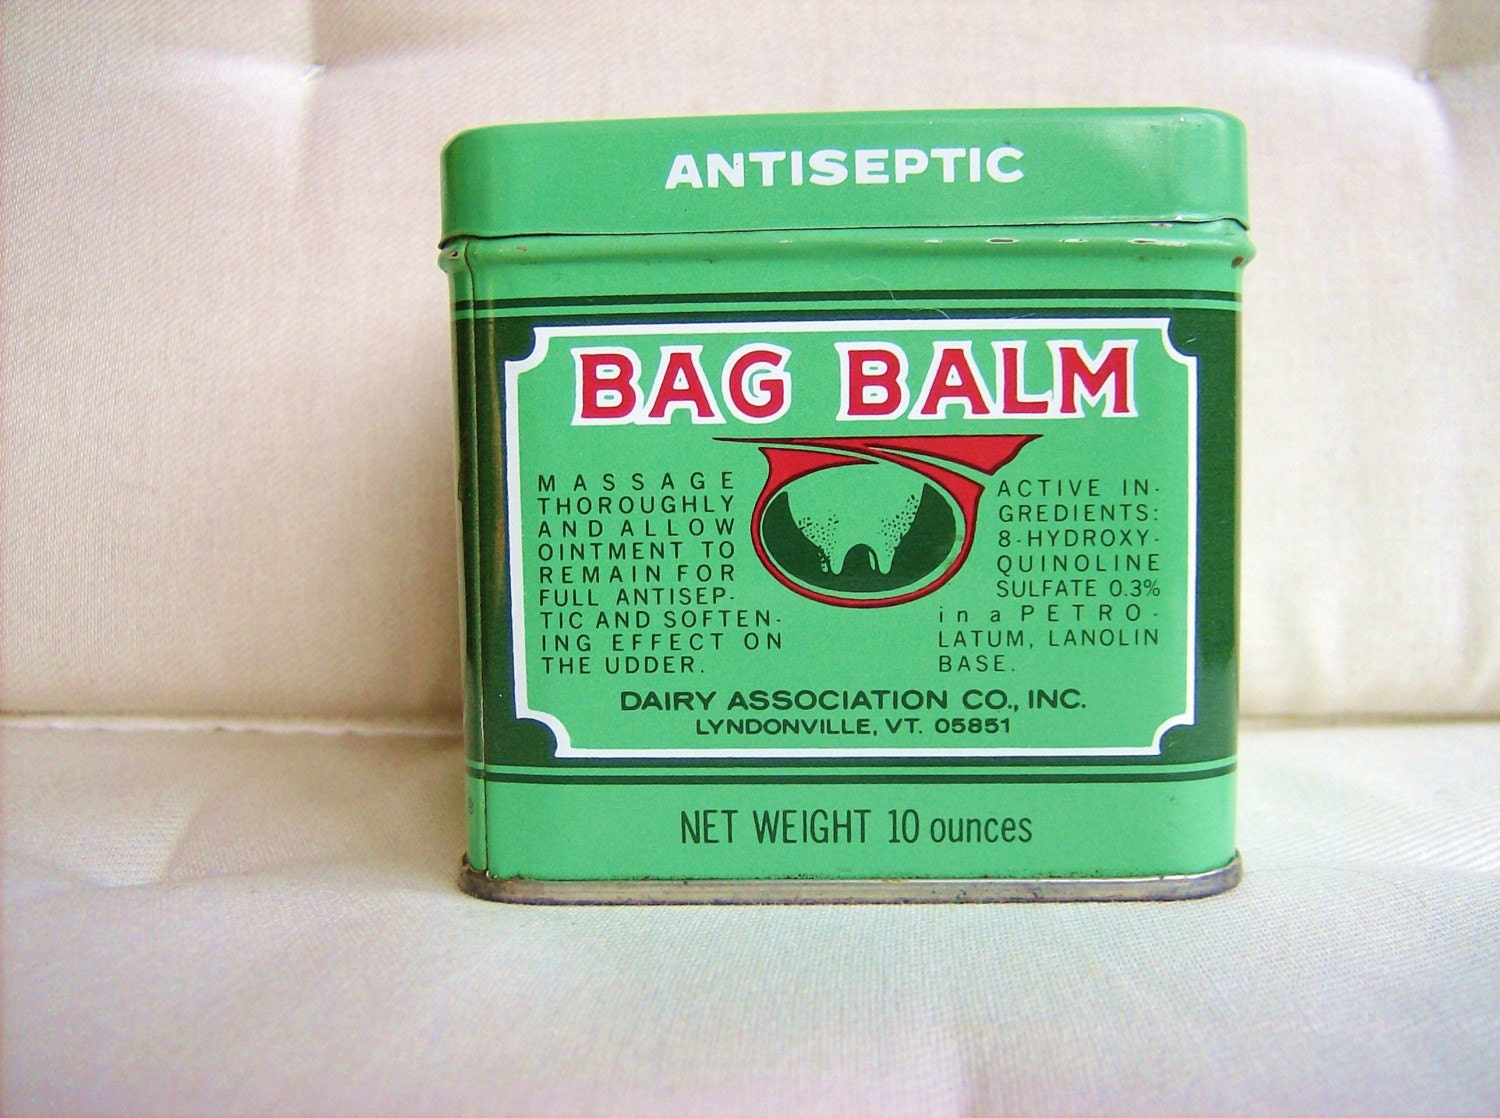 ANTISEPTIC
BAG BALM
MASSAGE
THOROUGHLY
AND ALLOW
OINTMENT TO
REMAIN FOR
FULL ANTISEP-
TIC AND SOFTEN-
ING EFFECT ON
THE UDDER.
ACTIVE IN-
GREDIENTS:
8-HYDROXY-
QUINOLINE
SULFATE 0.3%
in a PETRO-
LATUM, LANOLIN
BASE.
DAIRY ASSOCIATION CO., INC.
LYNDONVILLE, VT. 05851
NET WEIGHT 10 ounces